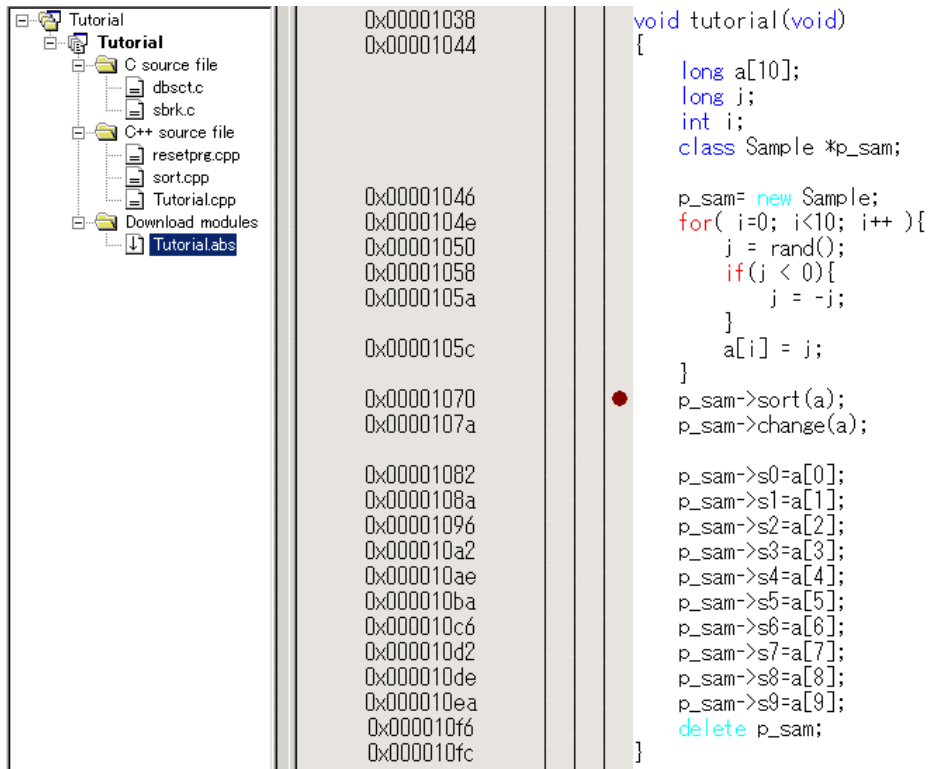 Tutorial
Tutorial
C source file
dbsct.c
sbrk.c
C++ source file
resetprg.cpp
sort.cpp
Tutorial.cpp
Download modules
Tutorial.abs
0x00001038 void tutorial(void)
0x00001044 {
long a[10];
long j;
int i;
class Sample *p_sam;
0x00001046 p_sam= new Sample;
0x0000104e for( i=0; i<10; i++ ){
0x00001050 j = rand();
0x00001058 if(j < 0){
0x0000105a j = -j;
}
0x0000105c a[i] = j;
}
0x00001070 p_sam->sort(a);
0x0000107a p_sam->change(a);
0x00001082 p_sam->s0=a[0];
0x0000108a p_sam->s1=a[1];
0x00001096 p_sam->s2=a[2];
0x000010a2 p_sam->s3=a[3];
0x000010ae p_sam->s4=a[4];
0x000010ba p_sam->s5=a[5];
0x000010c6 p_sam->s6=a[6];
0x000010d2 p_sam->s7=a[7];
0x000010de p_sam->s8=a[8];
0x000010ea p_sam->s9=a[9];
0x000010f6 delete p_sam;
0x000010fc }